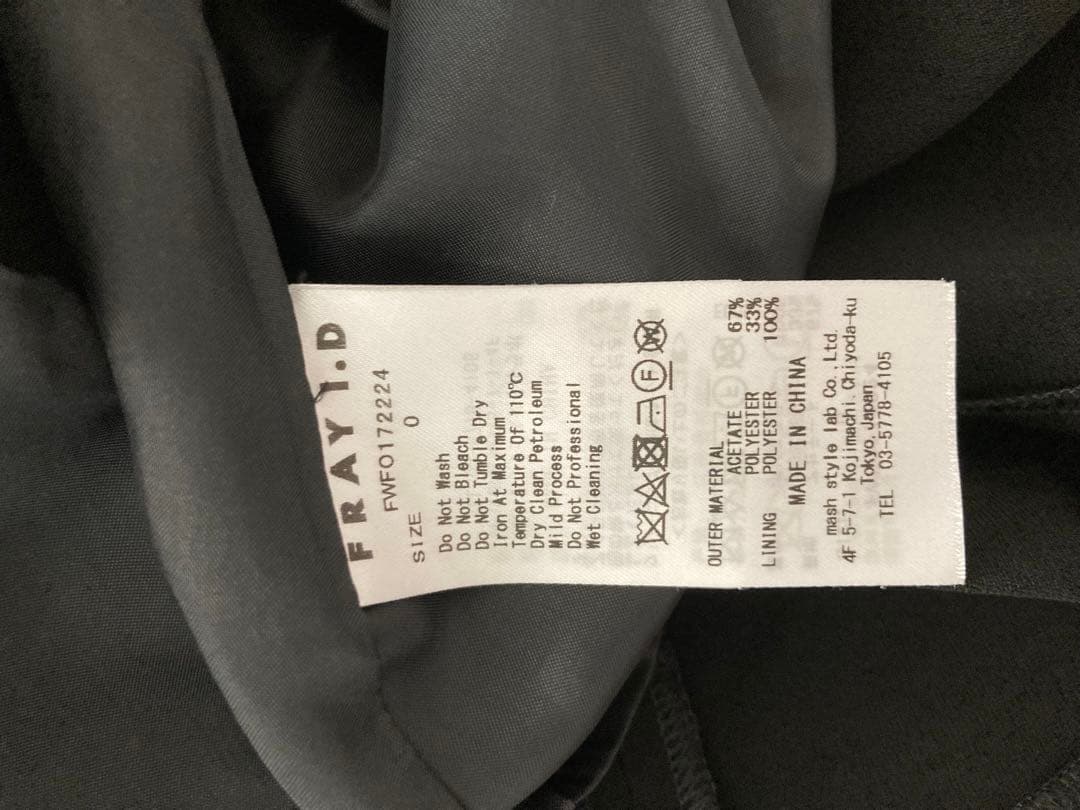 FRAY I.D
FWFO172224
SIZE 0
Do Not Wash
Do Not Bleach
Do Not Tumble Dry
Iron At Maximum
Temperature Of 110℃
Dry Clean Petroleum
Mild Process
Do Not Professional
Wet Cleaning
F W
OUTER MATERIAL
ACETATE 67%
POLYESTER 33%
LINING POLYESTER 100%
MADE IN CHINA
mash style lab Co., Ltd.
4F 5-7-1 Kojimachi, Chiyoda-ku
Tokyo, Japan
TEL 03-5778-4105